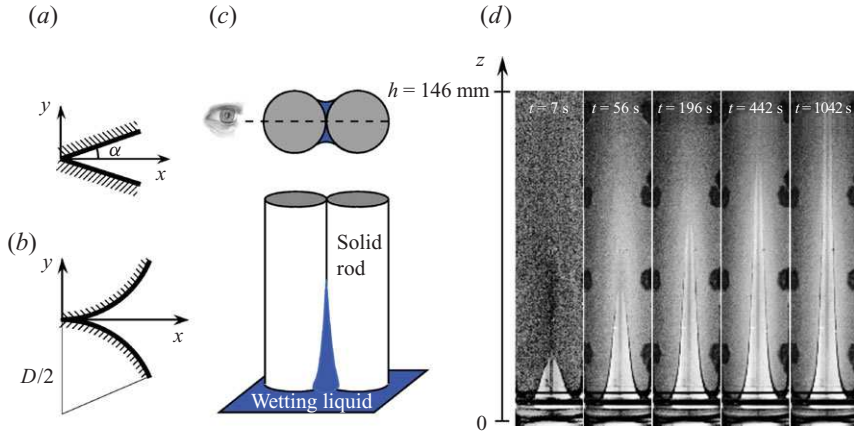 (a)
(c)
(d)
z
h = 146 mm
t = 7 s
t = 56 s
t = 196 s
t = 442 s
t = 1042 s
y
α
x
(b)
y
x
D/2
Solid
rod
Wetting liquid
0